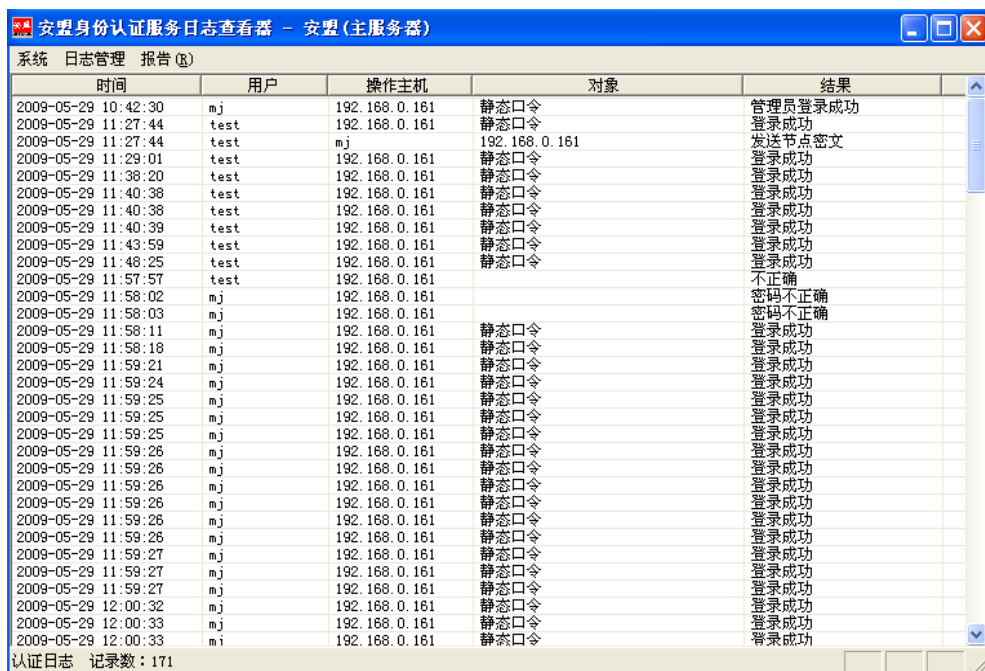 安盟身份认证服务日志查看器 - 安盟(主服务器)
系统 日志管理 报告(R)
时间 用户 操作主机 对象 结果
2009-05-29 10:42:30 mj 192.168.0.161 静态口令 管理员登录成功
2009-05-29 11:27:44 test 192.168.0.161 静态口令 登录成功
2009-05-29 11:27:44 test mj 192.168.0.161 发送节点密文
2009-05-29 11:29:01 test 192.168.0.161 静态口令 登录成功
2009-05-29 11:38:20 test 192.168.0.161 静态口令 登录成功
2009-05-29 11:40:38 test 192.168.0.161 静态口令 登录成功
2009-05-29 11:40:38 test 192.168.0.161 静态口令 登录成功
2009-05-29 11:40:39 test 192.168.0.161 静态口令 登录成功
2009-05-29 11:43:59 test 192.168.0.161 静态口令 登录成功
2009-05-29 11:48:25 test 192.168.0.161 静态口令 登录成功
2009-05-29 11:57:57 test 192.168.0.161 不正确
2009-05-29 11:58:02 mj 192.168.0.161 密码不正确
2009-05-29 11:58:03 mj 192.168.0.161 密码不正确
2009-05-29 11:58:11 mj 192.168.0.161 静态口令 登录成功
2009-05-29 11:58:18 mj 192.168.0.161 静态口令 登录成功
2009-05-29 11:59:21 mj 192.168.0.161 静态口令 登录成功
2009-05-29 11:59:24 mj 192.168.0.161 静态口令 登录成功
2009-05-29 11:59:25 mj 192.168.0.161 静态口令 登录成功
2009-05-29 11:59:25 mj 192.168.0.161 静态口令 登录成功
2009-05-29 11:59:25 mj 192.168.0.161 静态口令 登录成功
2009-05-29 11:59:26 mj 192.168.0.161 静态口令 登录成功
2009-05-29 11:59:26 mj 192.168.0.161 静态口令 登录成功
2009-05-29 11:59:26 mj 192.168.0.161 静态口令 登录成功
2009-05-29 11:59:26 mj 192.168.0.161 静态口令 登录成功
2009-05-29 11:59:26 mj 192.168.0.161 静态口令 登录成功
2009-05-29 11:59:26 mj 192.168.0.161 静态口令 登录成功
2009-05-29 11:59:27 mj 192.168.0.161 静态口令 登录成功
2009-05-29 11:59:27 mj 192.168.0.161 静态口令 登录成功
2009-05-29 11:59:27 mj 192.168.0.161 静态口令 登录成功
2009-05-29 12:00:32 mj 192.168.0.161 静态口令 登录成功
2009-05-29 12:00:33 mj 192.168.0.161 静态口令 登录成功
2009-05-29 12:00:33 mj 192.168.0.161 静态口令 登录成功
认证日志 记录数:171